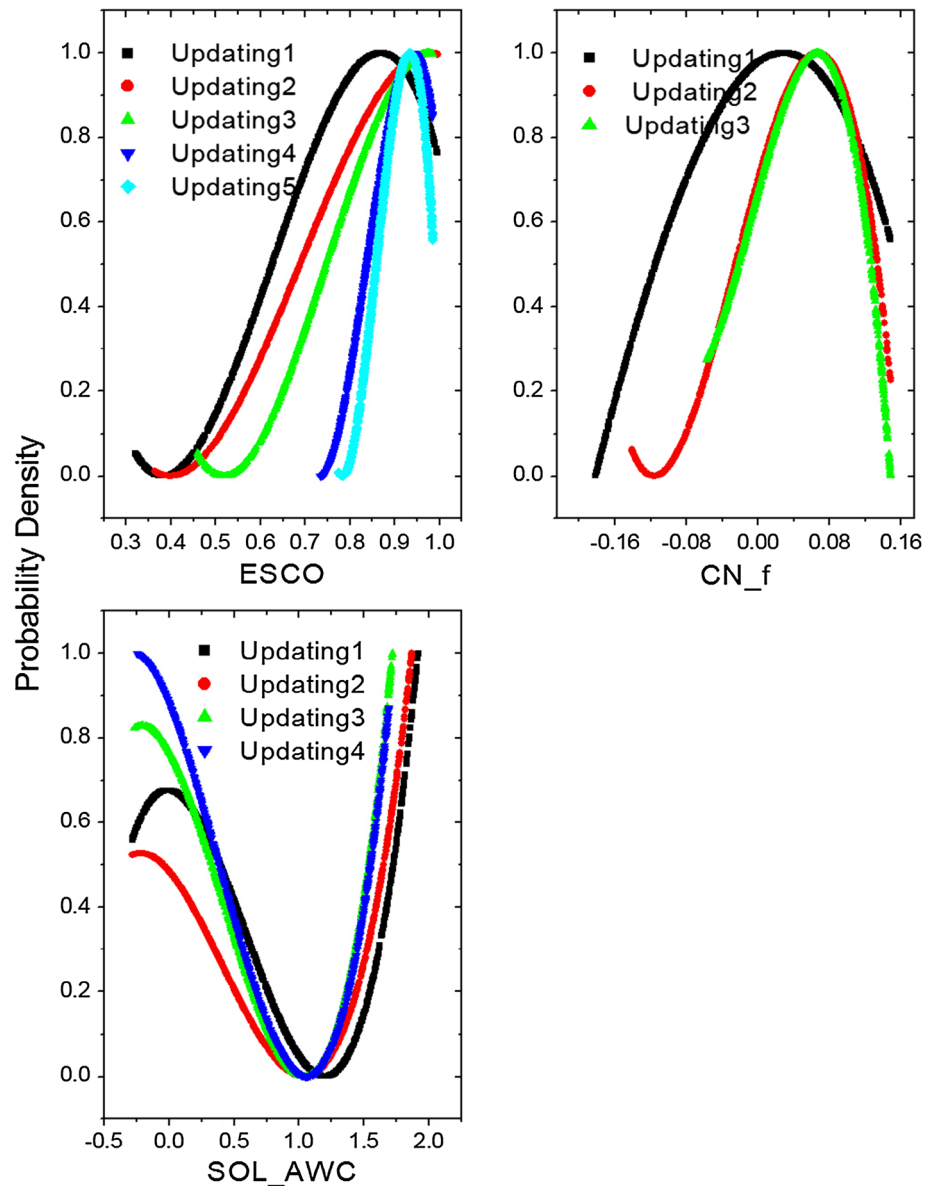 Probability Density
1.0
0.8
0.6
0.4
0.2
0.0
Updating1
Updating2
Updating3
Updating4
Updating5
0.3 0.4 0.5 0.6 0.7 0.8 0.9 1.0
ESCO
1.0
0.8
0.6
0.4
0.2
0.0
Updating1
Updating2
Updating3
-0.16 -0.08 0.00 0.08 0.16
CN_f
1.0
0.8
0.6
0.4
0.2
0.0
Updating1
Updating2
Updating3
Updating4
-0.5 0.0 0.5 1.0 1.5 2.0
SOL_AWC